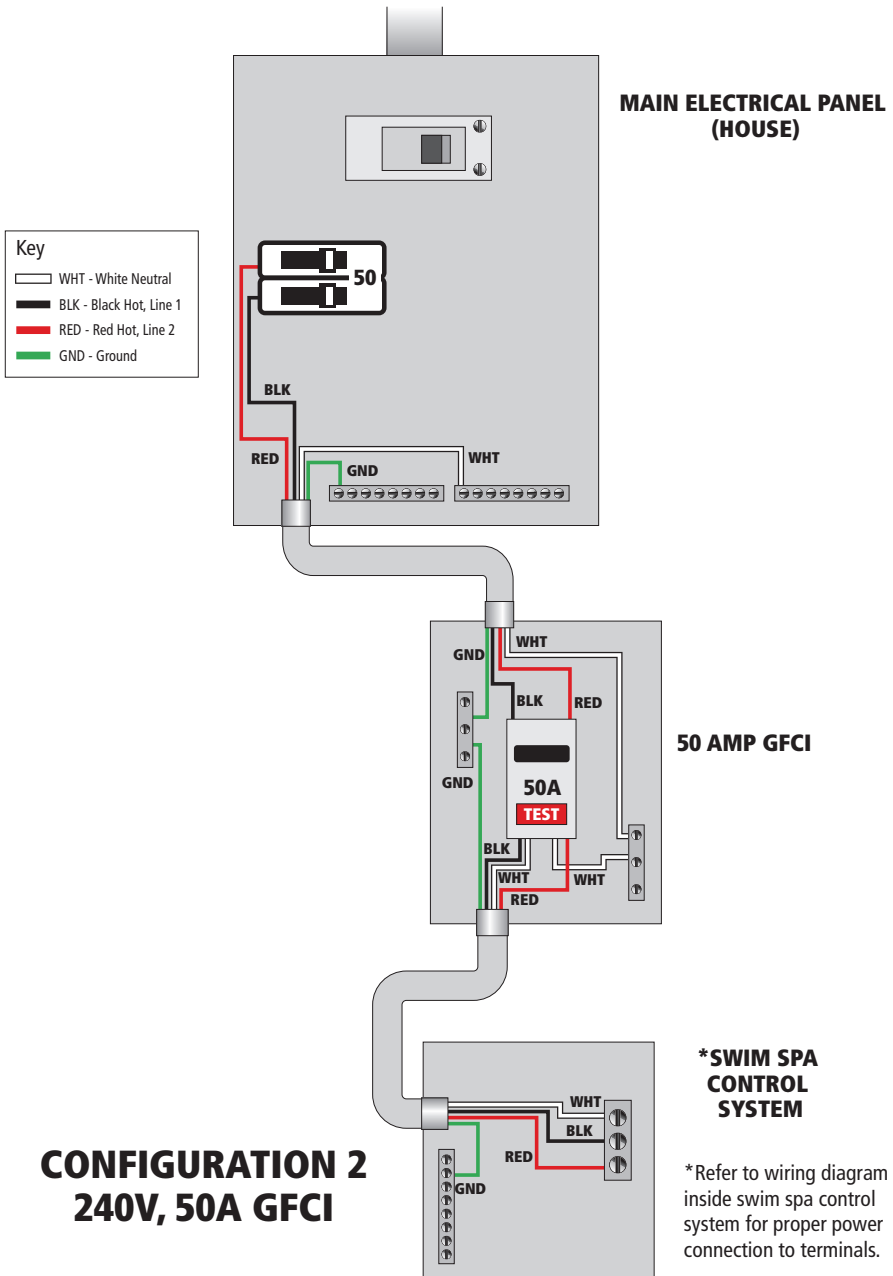 MAIN ELECTRICAL PANEL
(HOUSE)
Key
WHT - White Neutral
BLK - Black Hot, Line 1
RED - Red Hot, Line 2
GND - Ground
50
BLK
RED
GND
WHT
WHT
GND
BLK
RED
50 AMP GFCI
GND
50A
TEST
BLK
WHT
WHT
RED
*SWIM SPA
CONTROL
SYSTEM
WHT
BLK
RED
GND
CONFIGURATION 2
240V, 50A GFCI
*Refer to wiring diagram
inside swim spa control
system for proper power
connection to terminals.